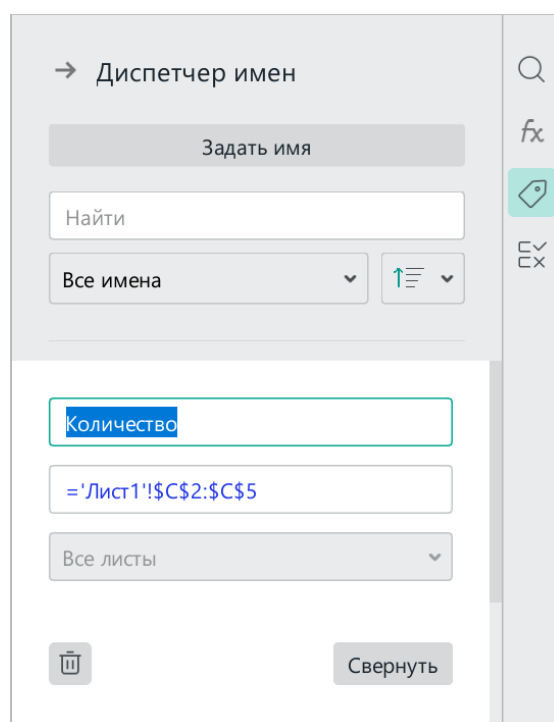 → Диспетчер имен
Задать имя
Найти
Все имена
Количество
='Лист1'!$C$2:$C$5
Все листы
Свернуть
fx